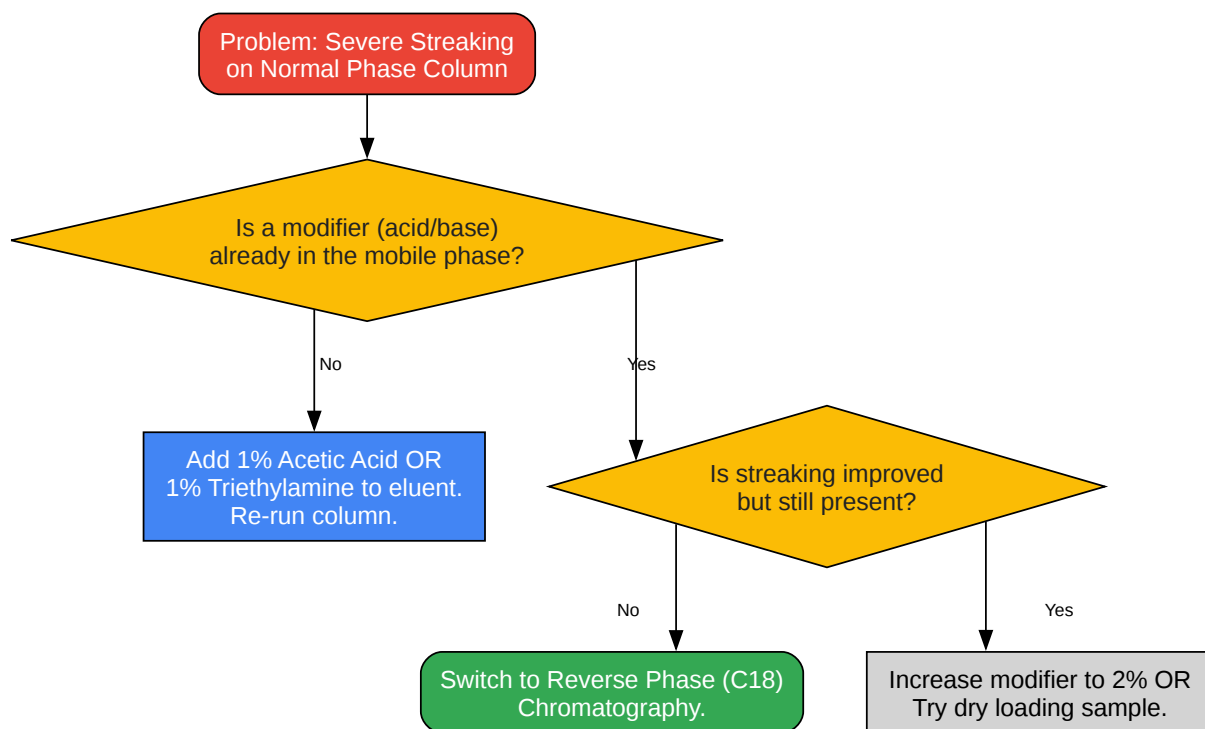 Problem: Severe Streaking
on Normal Phase Column
Is a modifier (acid/base)
already in the mobile phase?
No
Yes
Add 1% Acetic Acid OR
1% Triethylamine to eluent.
Re-run column.
Is streaking improved
but still present?
No
Yes
Switch to Reverse Phase (C18)
Chromatography.
Increase modifier to 2% OR
Try dry loading sample.